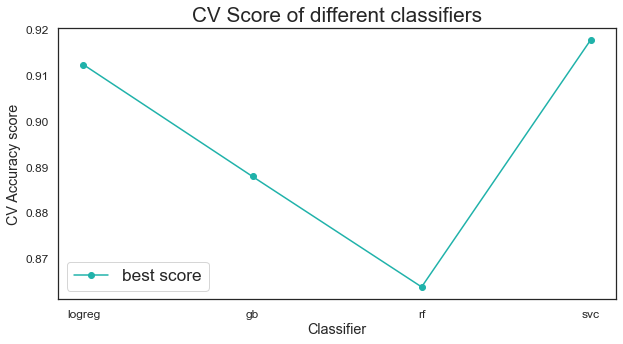 CV Score of different classifiers
CV Accuracy score
0.92
0.91
0.90
0.89
0.88
0.87
best score
logreg gb rf svc
Classifier